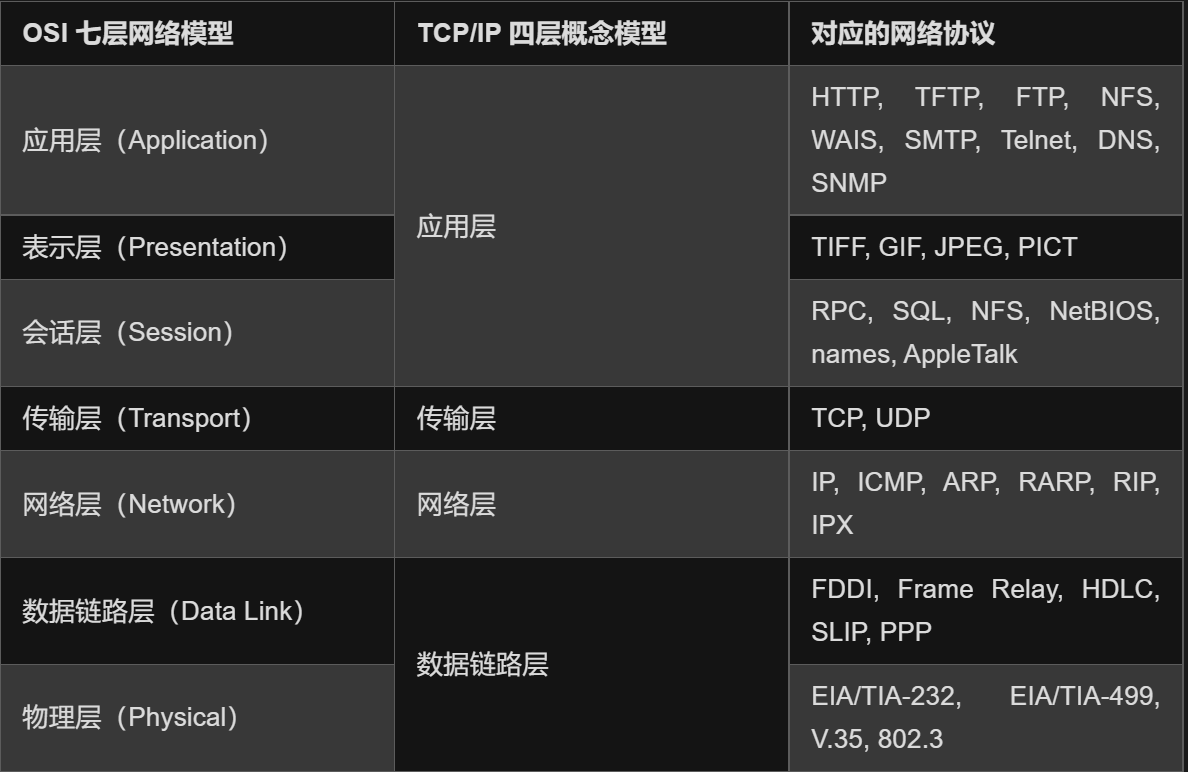 OSI 七层网络模型
TCP/IP 四层概念模型
对应的网络协议
应用层（Application）
应用层
HTTP, TFTP, FTP, NFS,
WAIS, SMTP, Telnet, DNS,
SNMP
表示层（Presentation）
TIFF, GIF, JPEG, PICT
会话层（Session）
RPC, SQL, NFS, NetBIOS,
names, AppleTalk
传输层（Transport）
传输层
TCP, UDP
网络层（Network）
网络层
IP, ICMP, ARP, RARP, RIP,
IPX
数据链路层（Data Link）
数据链路层
FDDI, Frame Relay, HDLC,
SLIP, PPP
物理层（Physical）
EIA/TIA-232, EIA/TIA-499,
V.35, 802.3